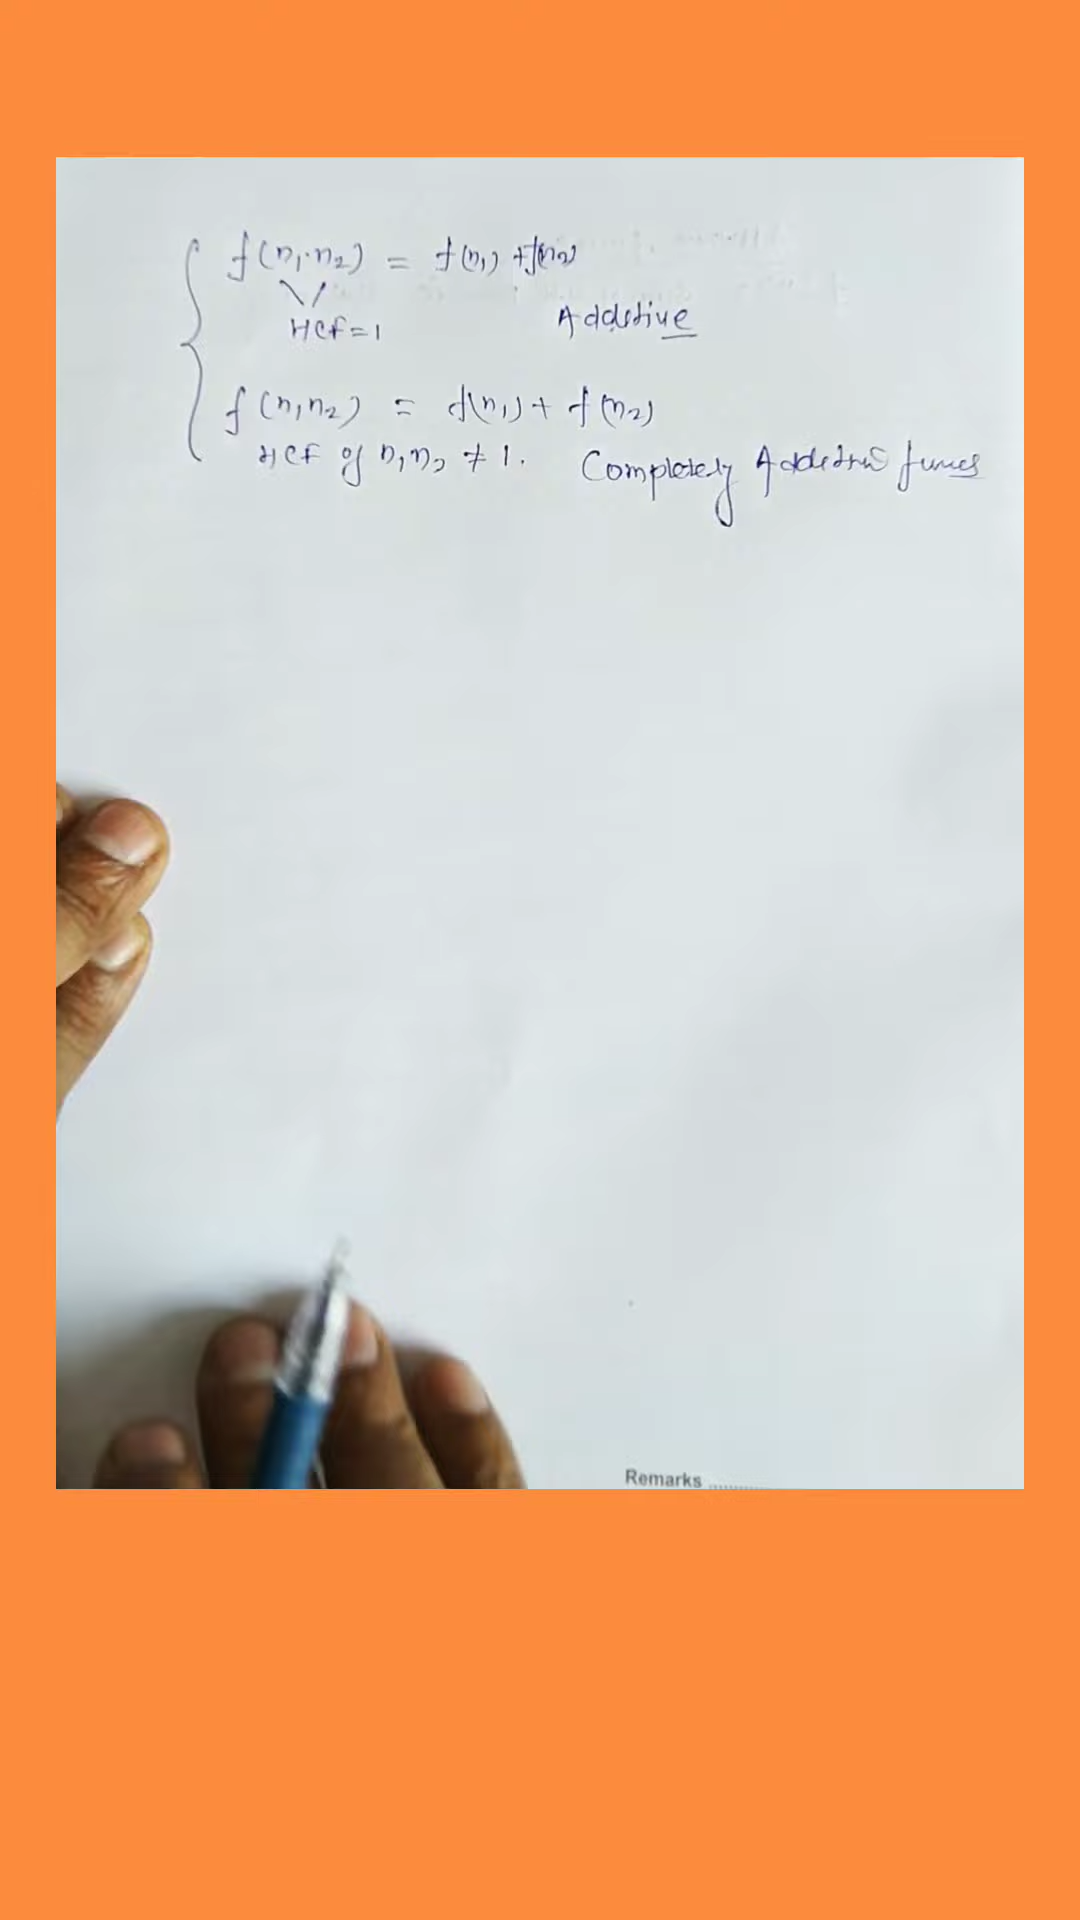 f(n₁·n₂) = f(n₁) + f(n₂)
HCF=1 Additive
f(n₁n₂) = f(n₁) + f(n₂)
HCF of n₁n₂ ≠ 1. Completely Additive funcs
Remarks ............